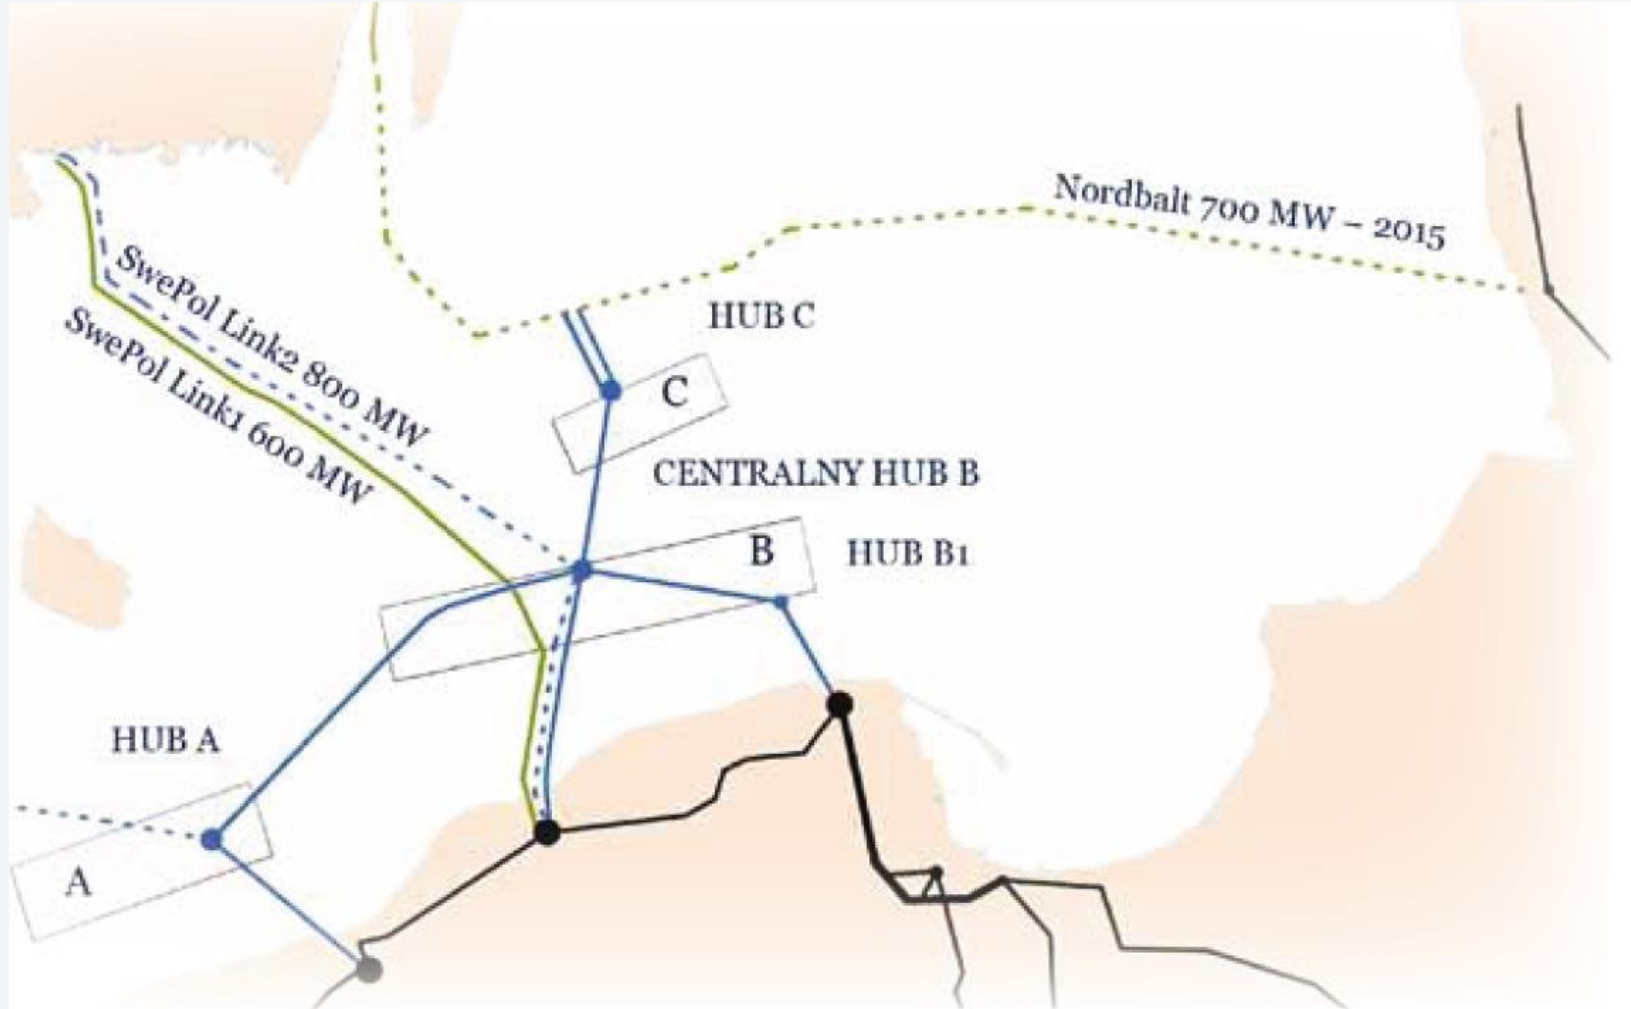 Nordbalt 700 MW – 2015
SwePol Link2 800 MW
SwePol Link1 600 MW
HUB C
C
CENTRALNY HUB B
B
HUB B1
HUB A
A